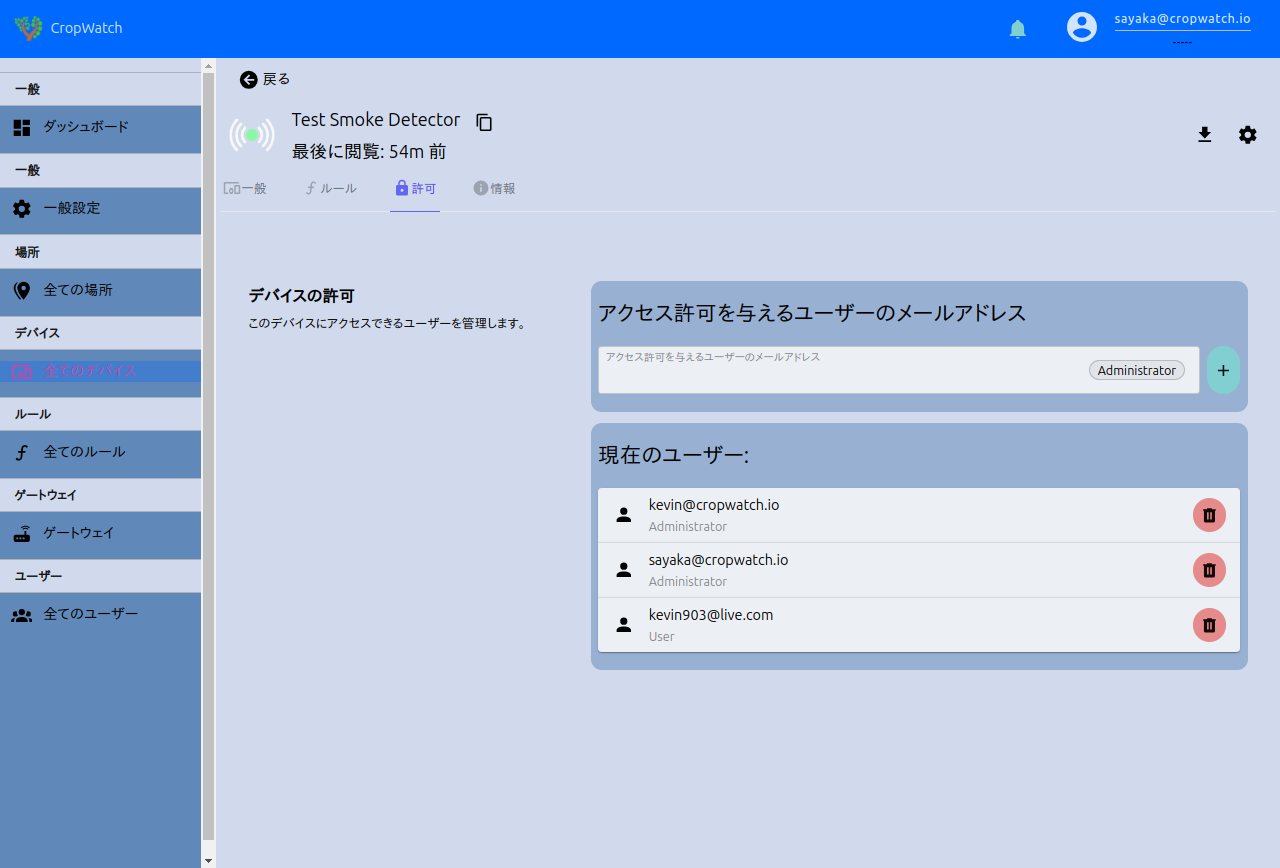 CropWatch
sayaka@cropwatch.io
-----
一般
ダッシュボード
一般
一般設定
場所
全ての場所
デバイス
全てのデバイス
ルール
全てのルール
ゲートウェイ
ゲートウェイ
ユーザー
全てのユーザー
戻る
Test Smoke Detector
最後に閲覧: 54m 前
一般 ルール 許可 情報
デバイスの許可
このデバイスにアクセスできるユーザーを管理します。
アクセス許可を与えるユーザーのメールアドレス
アクセス許可を与えるユーザーのメールアドレス
Administrator
+
現在のユーザー:
kevin@cropwatch.io
Administrator
sayaka@cropwatch.io
Administrator
kevin903@live.com
User